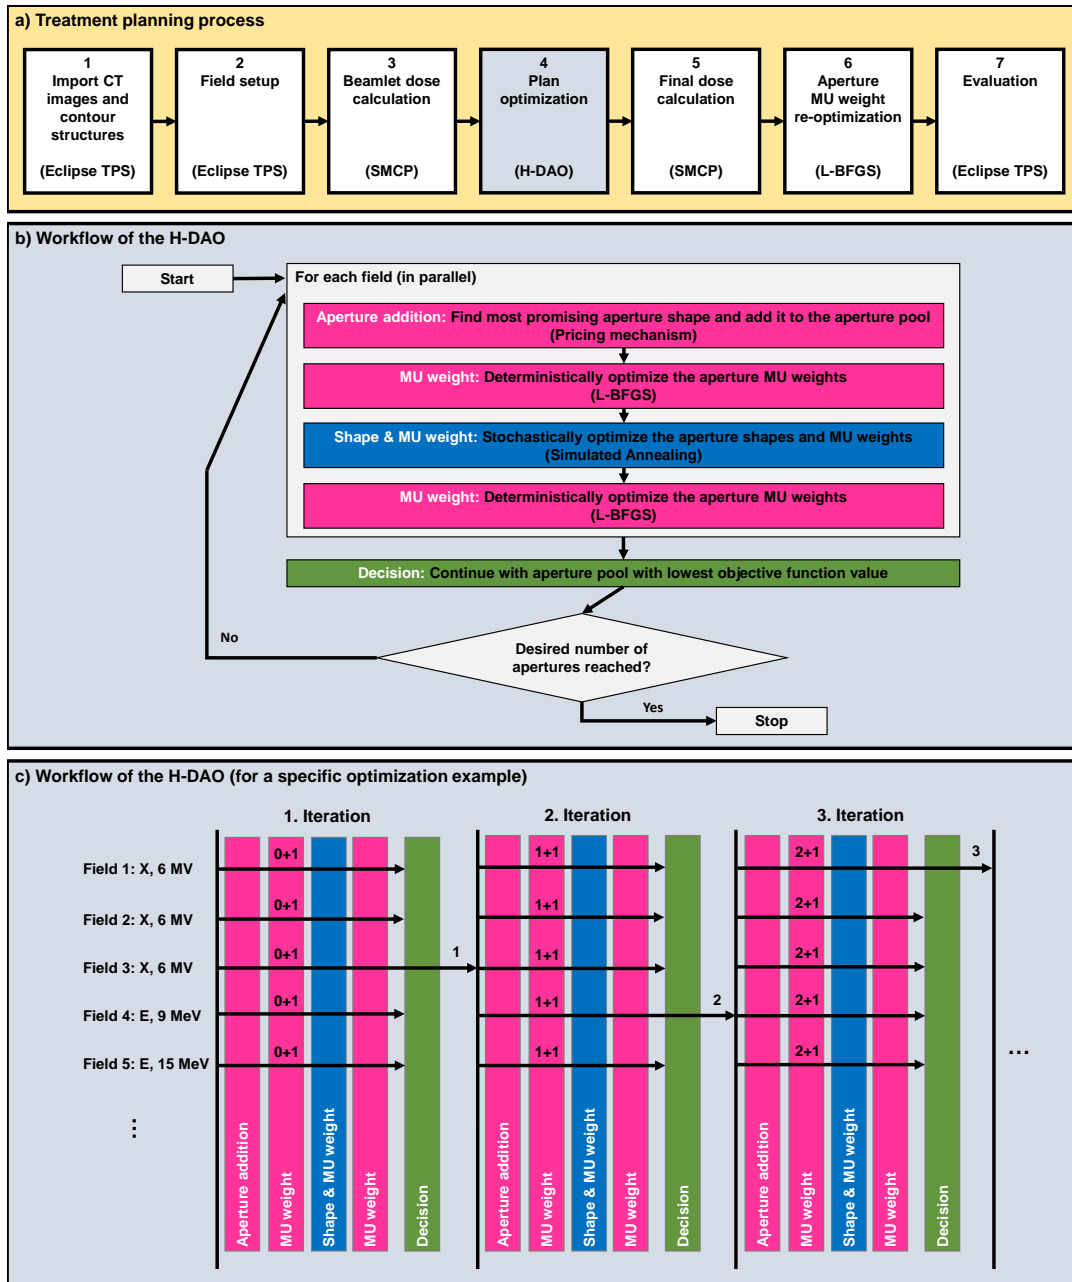 a) Treatment planning process
1
Import CT
images and
contour
structures
(Eclipse TPS)
2
Field setup
(Eclipse TPS)
3
Beamlet dose
calculation
(SMCP)
4
Plan
optimization
(H-DAO)
5
Final dose
calculation
(SMCP)
6
Aperture
MU weight
re-optimization
(L-BFGS)
7
Evaluation
(Eclipse TPS)
b) Workflow of the H-DAO
Start
For each field (in parallel)
Aperture addition: Find most promising aperture shape and add it to the aperture pool
(Pricing mechanism)
MU weight: Deterministically optimize the aperture MU weights
(L-BFGS)
Shape & MU weight: Stochastically optimize the aperture shapes and MU weights
(Simulated Annealing)
MU weight: Deterministically optimize the aperture MU weights
(L-BFGS)
Decision: Continue with aperture pool with lowest objective function value
No
Desired number of
apertures reached?
Yes
Stop
c) Workflow of the H-DAO (for a specific optimization example)
1. Iteration
2. Iteration
3. Iteration
Field 1: X, 6 MV
0+1
1+1
2+1
3
Field 2: X, 6 MV
0+1
1+1
2+1
Field 3: X, 6 MV
0+1
1
1+1
2+1
Field 4: E, 9 MeV
0+1
1+1
2
2+1
Field 5: E, 15 MeV
0+1
1+1
2+1
...
⋮
Aperture addition
MU weight
Shape & MU weight
MU weight
Decision
Aperture addition
MU weight
Shape & MU weight
MU weight
Decision
Aperture addition
MU weight
Shape & MU weight
MU weight
Decision